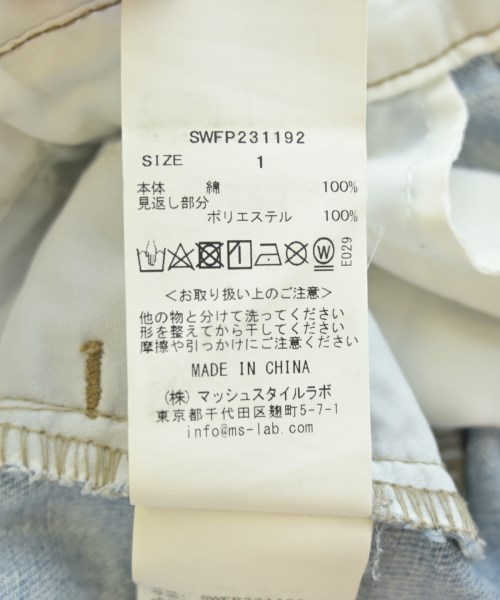 SWFP231192
SIZE 1
本体 綿 100%
見返し部分
ポリエステル 100%
W
E029
<お取り扱い上のご注意>
他の物と分けて洗ってください
形を整えてから干してください
摩擦や引っかけにご注意ください
MADE IN CHINA
(株) マッシュスタイルラボ
東京都千代田区麹町5-7-1
info@ms-lab.com